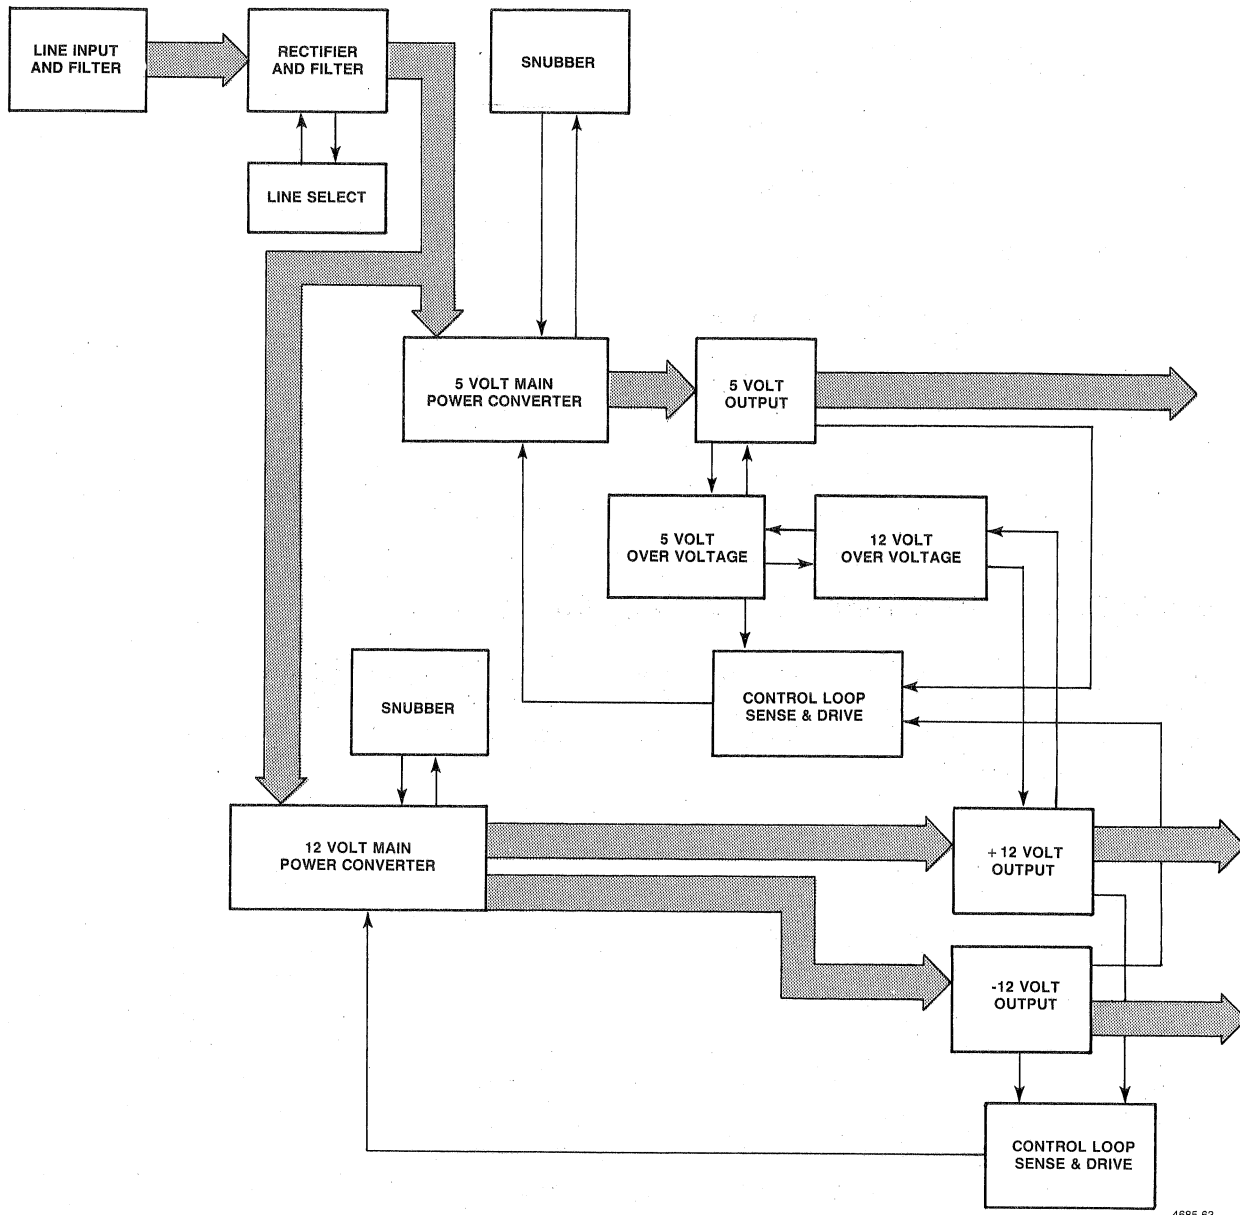 LINE INPUT
AND FILTER
RECTIFIER
AND FILTER
SNUBBER
LINE SELECT
5 VOLT MAIN
POWER CONVERTER
5 VOLT
OUTPUT
5 VOLT
OVER VOLTAGE
12 VOLT
OVER VOLTAGE
SNUBBER
CONTROL LOOP
SENSE & DRIVE
12 VOLT MAIN
POWER CONVERTER
+12 VOLT
OUTPUT
-12 VOLT
OUTPUT
CONTROL LOOP
SENSE & DRIVE